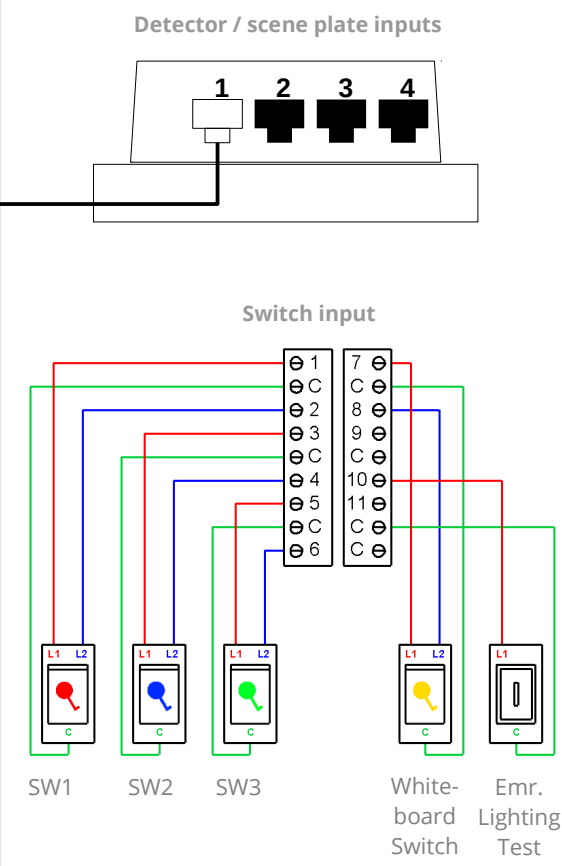 Detector / scene plate inputs
1 2 3 4
Switch input
1 7
C C
2 8
3 9
C C
4 10
5 11
C C
6 C
L1 L2 L1 L2 L1 L2 L1 L2 L1
C C C C C
SW1 SW2 SW3 White- Emr.
board Lighting
Switch Test